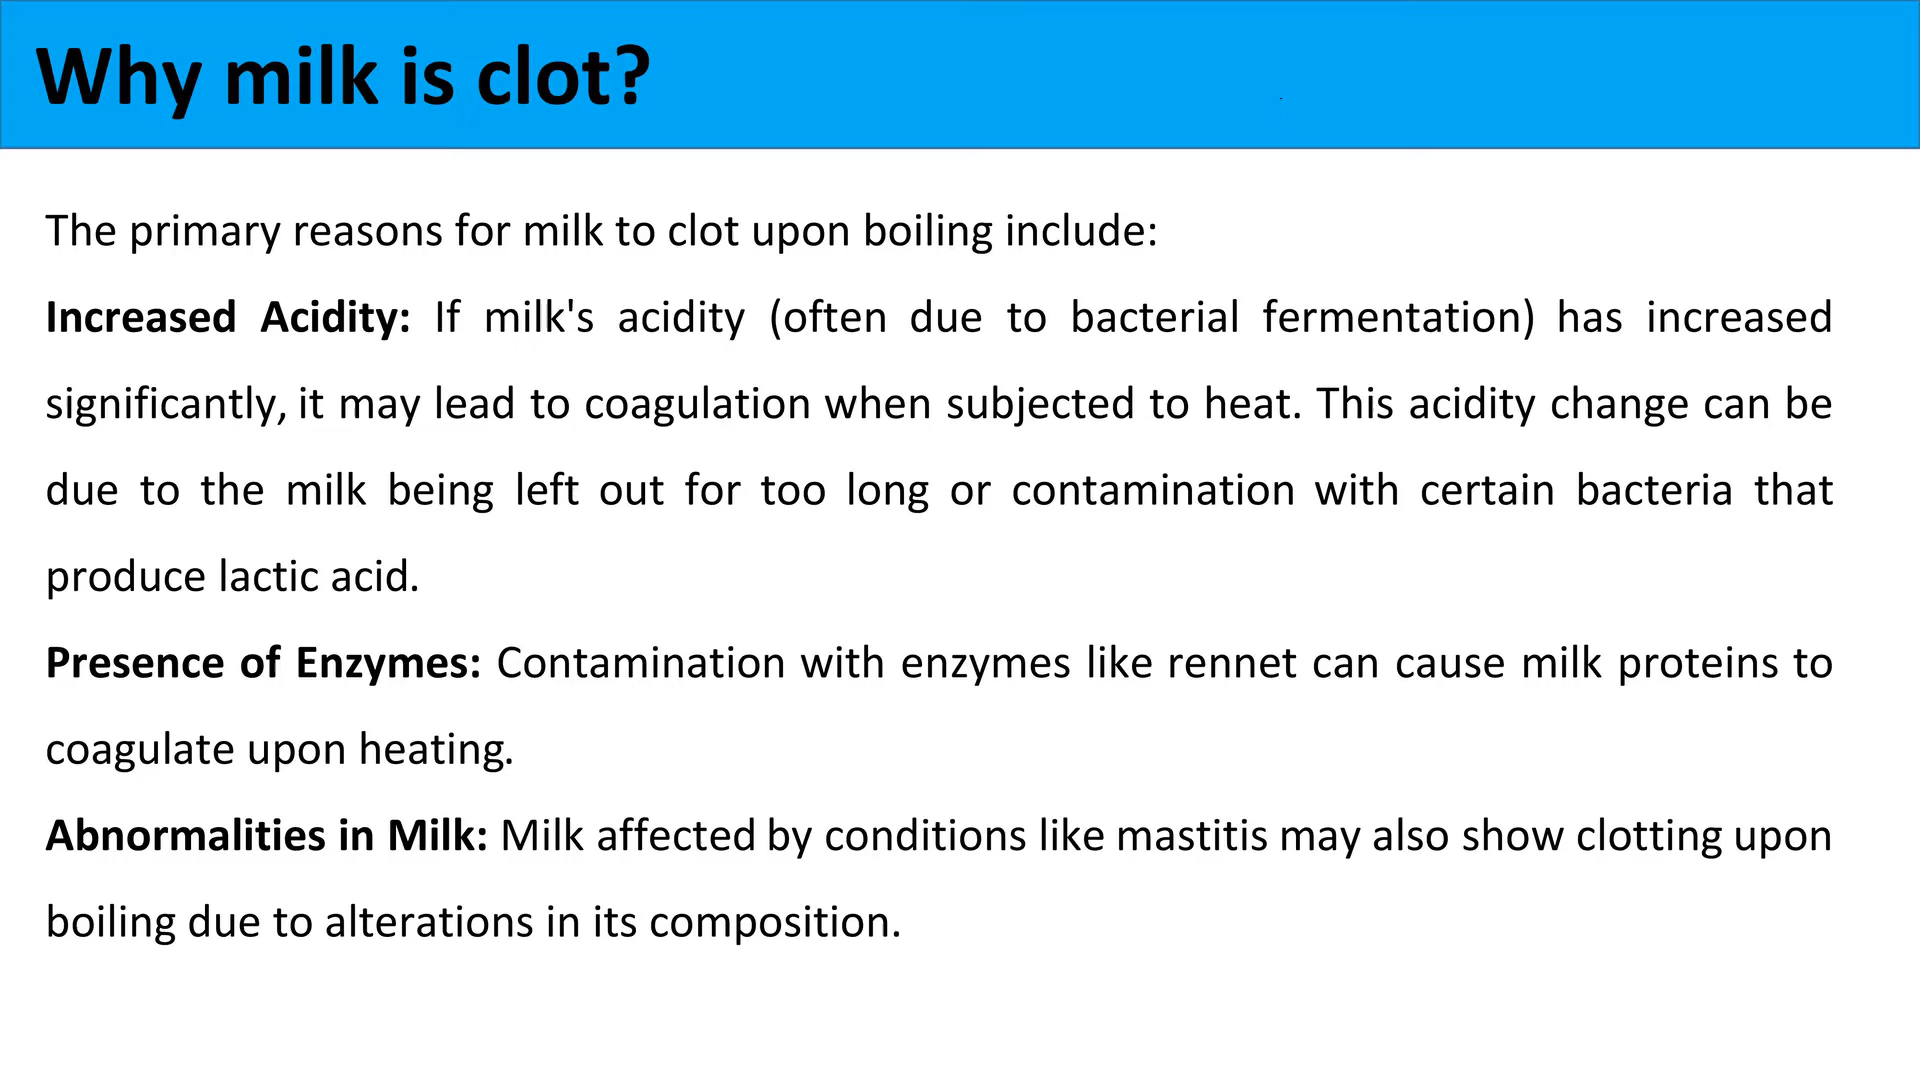 Why milk is clot?
The primary reasons for milk to clot upon boiling include:
Increased Acidity: If milk's acidity (often due to bacterial fermentation) has increased
significantly, it may lead to coagulation when subjected to heat. This acidity change can be
due to the milk being left out for too long or contamination with certain bacteria that
produce lactic acid.
Presence of Enzymes: Contamination with enzymes like rennet can cause milk proteins to
coagulate upon heating.
Abnormalities in Milk: Milk affected by conditions like mastitis may also show clotting upon
boiling due to alterations in its composition.